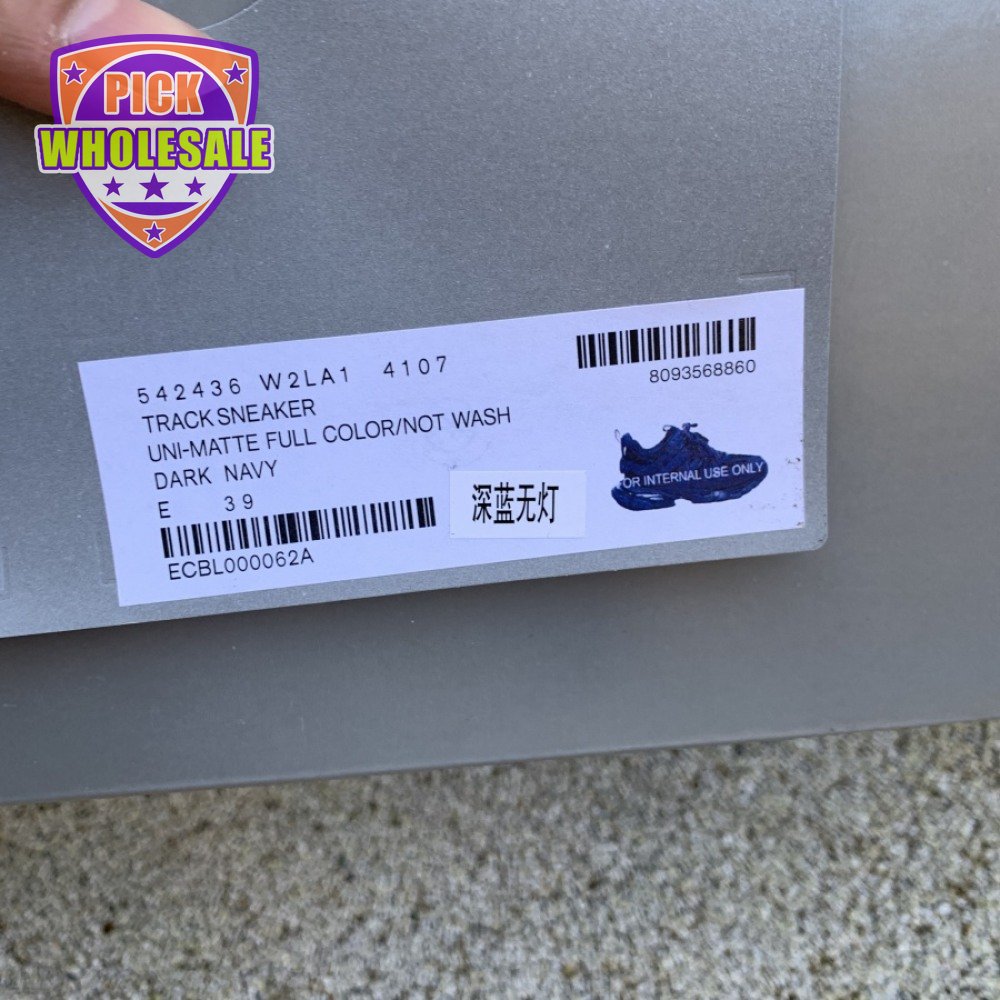 PICK
WHOLESALE
542436 W2LA1 4107
8093568860
TRACK SNEAKER
UNI-MATTE FULL COLOR/NOT WASH
DARK NAVY
E 39
FOR INTERNAL USE ONLY
深蓝无灯
ECBL000062A